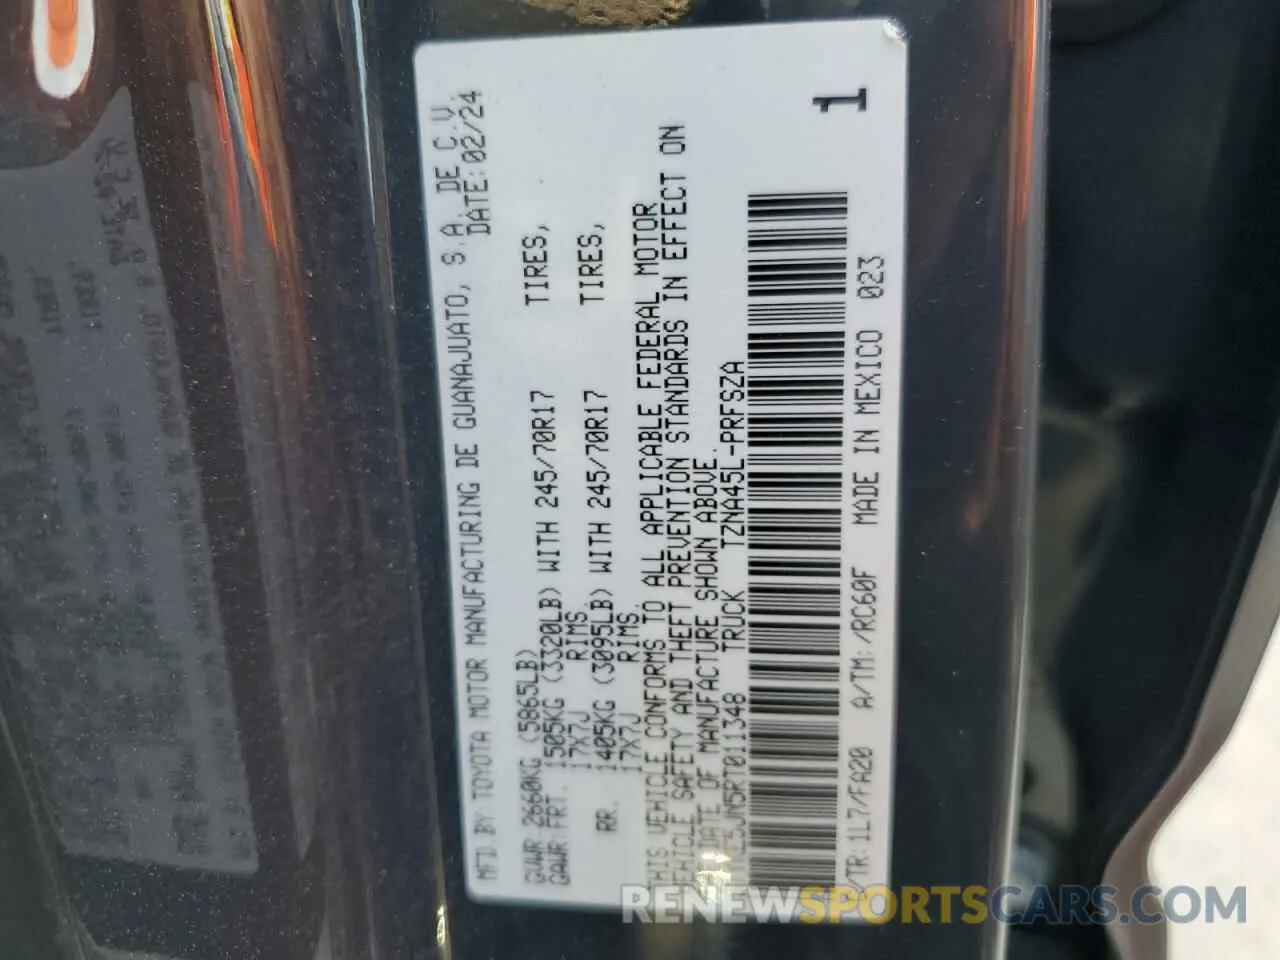 MFD.BY TOYOTA MOTOR MANUFACTURING DE GUANAJUATO, S.A. DE C.V.
DATE: 02/24
GVWR 2660KG (5865LB)
GAWR FRT. 1505KG (3320LB) WITH 245/70R17 TIRES,
17X7J RIMS.
RR. 1405KG (3095LB) WITH 245/70R17 TIRES,
17X7J RIMS.
THIS VEHICLE CONFORMS TO ALL APPLICABLE FEDERAL MOTOR
VEHICLE SAFETY AND THEFT PREVENTION STANDARDS IN EFFECT ON
DATE OF MANUFACTURE SHOWN ABOVE.
TRUCK TZNA45L-PRFSZA
C/TR: 1L7/FA20 A/TM: /RC60F MADE IN MEXICO 023
1
RENEWSPORTSCARS.COM